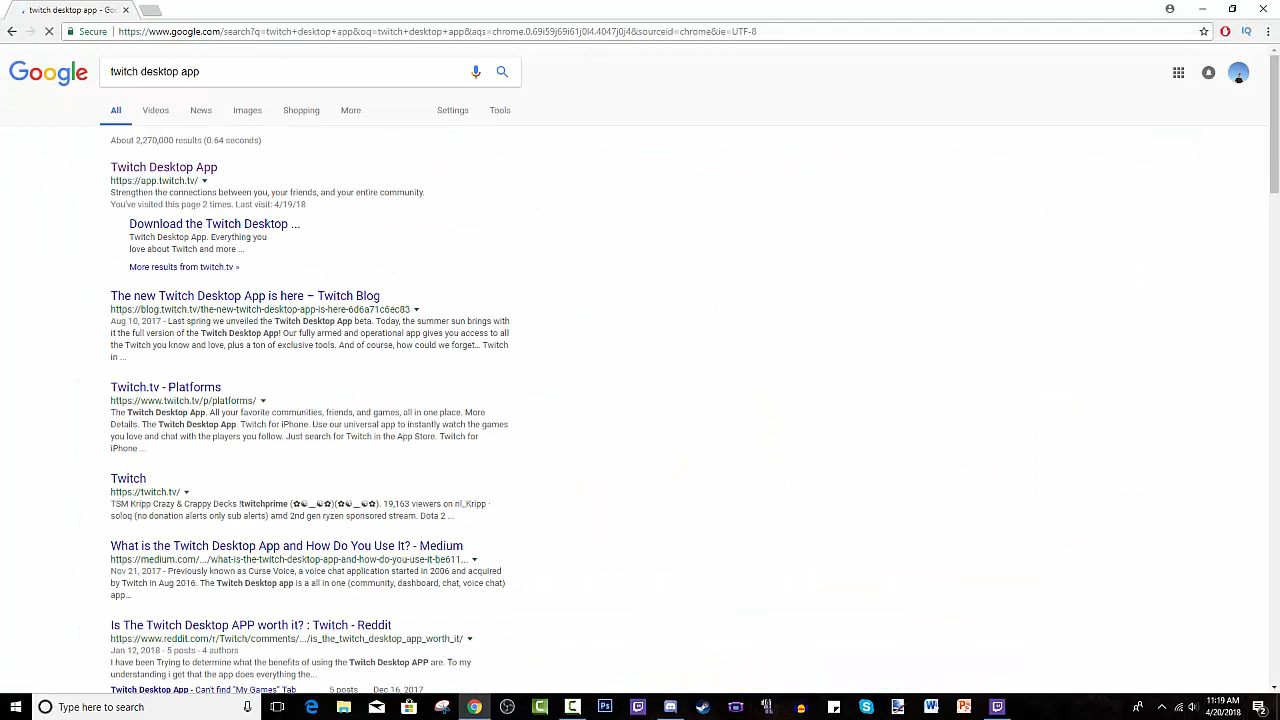 twitch desktop app - Goo
Secure
https://www.google.com/search?q=twitch+desktop+app&oq=twitch+desktop+app&aqs=chrome.0.69i59j69i61j0l4.4047j0j4&sourceid=chrome&ie=UTF-8
Google
twitch desktop app
All Videos News Images Shopping More Settings Tools
About 2,270,000 results (0.64 seconds)
Twitch Desktop App
https://app.twitch.tv/
Strengthen the connections between you, your friends, and your entire community.
You've visited this page 2 times. Last visit: 4/19/18
Download the Twitch Desktop ...
Twitch Desktop App. Everything you
love about Twitch and more ...
More results from twitch.tv »
The new Twitch Desktop App is here – Twitch Blog
https://blog.twitch.tv/the-new-twitch-desktop-app-is-here-6d6a71c6ec83
Aug 10, 2017 - Last spring we unveiled the Twitch Desktop App beta. Today, the summer sun brings with
it the full version of the Twitch Desktop App! Our fully armed and operational app gives you access to all
the Twitch you know and love, plus a ton of exclusive tools. And of course, how could we forget... Twitch
in ...
Twitch.tv - Platforms
https://www.twitch.tv/p/platforms/
The Twitch Desktop App. All your favorite communities, friends, and games, all in one place. More
Details. The Twitch Desktop App. Twitch for iPhone. Use our universal app to instantly watch the games
you love and chat with the players you follow. Just search for Twitch in the App Store. Twitch for
iPhone ...
Twitch
https://twitch.tv/
TSM Kripp Crazy & Crappy Decks !twitchprime (✿☯‿☯✿)(✿☯‿☯✿). 19,163 viewers on nl_Kripp ·
soloq (no donation alerts only sub alerts) amd 2nd gen ryzen sponsored stream. Dota 2 ...
What is the Twitch Desktop App and How Do You Use It? - Medium
https://medium.com/.../what-is-the-twitch-desktop-app-and-how-do-you-use-it-be611...
Nov 21, 2017 - Previously known as Curse Voice, a voice chat application started in 2006 and acquired
by Twitch in Aug 2016. The Twitch Desktop app is a all in one (community, dashboard, chat, voice chat)
app...
Is The Twitch Desktop APP worth it? : Twitch - Reddit
https://www.reddit.com/r/Twitch/comments/.../is_the_twitch_desktop_app_worth_it/
Jan 12, 2018 - 5 posts - 4 authors
I have been Trying to determine what the benefits of using the Twitch Desktop APP are. To my
understanding i get that the app does everything the...
Twitch Desktop App - Can't find "My Games" Tab 5 posts Dec 16, 2017
Type here to search
11:19 AM
4/20/2018